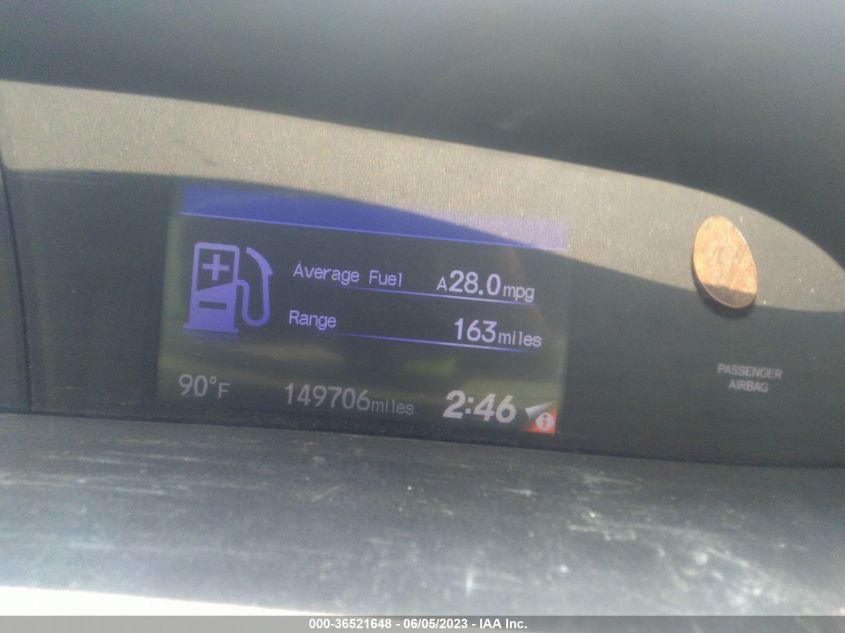 Average Fuel A28.0mpg
Range 163miles
90°F 149706miles 2:46 i
PASSENGER
AIRBAG
000-36521648 - 06/05/2023 - IAA Inc.